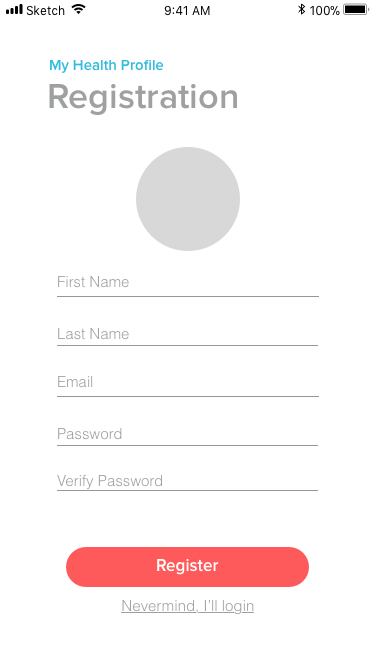 Sketch 9:41 AM 100%
My Health Profile
Registration
First Name
Last Name
Email
Password
Verify Password
Register
Nevermind, I'll login